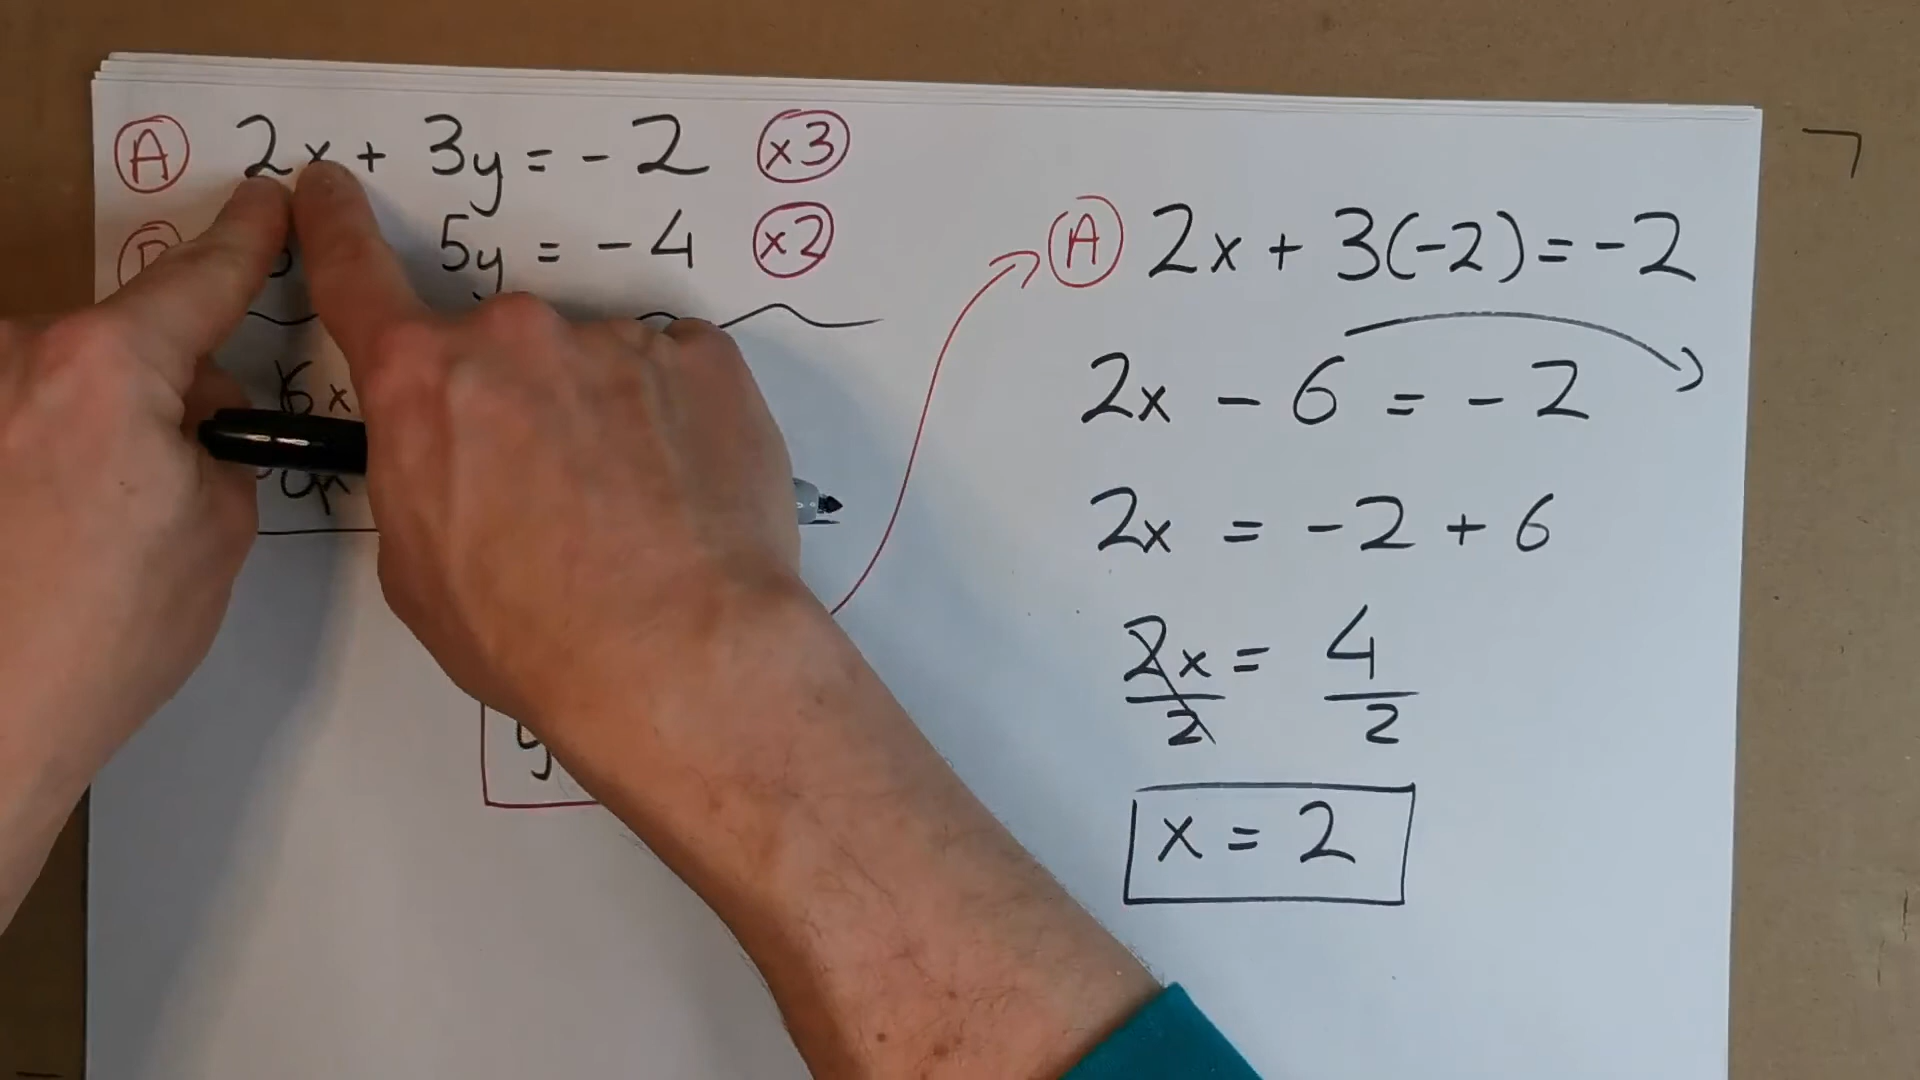 A 2x + 3y = -2 x3
5y = -4 x2
6x
y
A 2x + 3(-2) = -2
2x - 6 = -2
2x = -2 + 6
2x = 4
2 2
x = 2